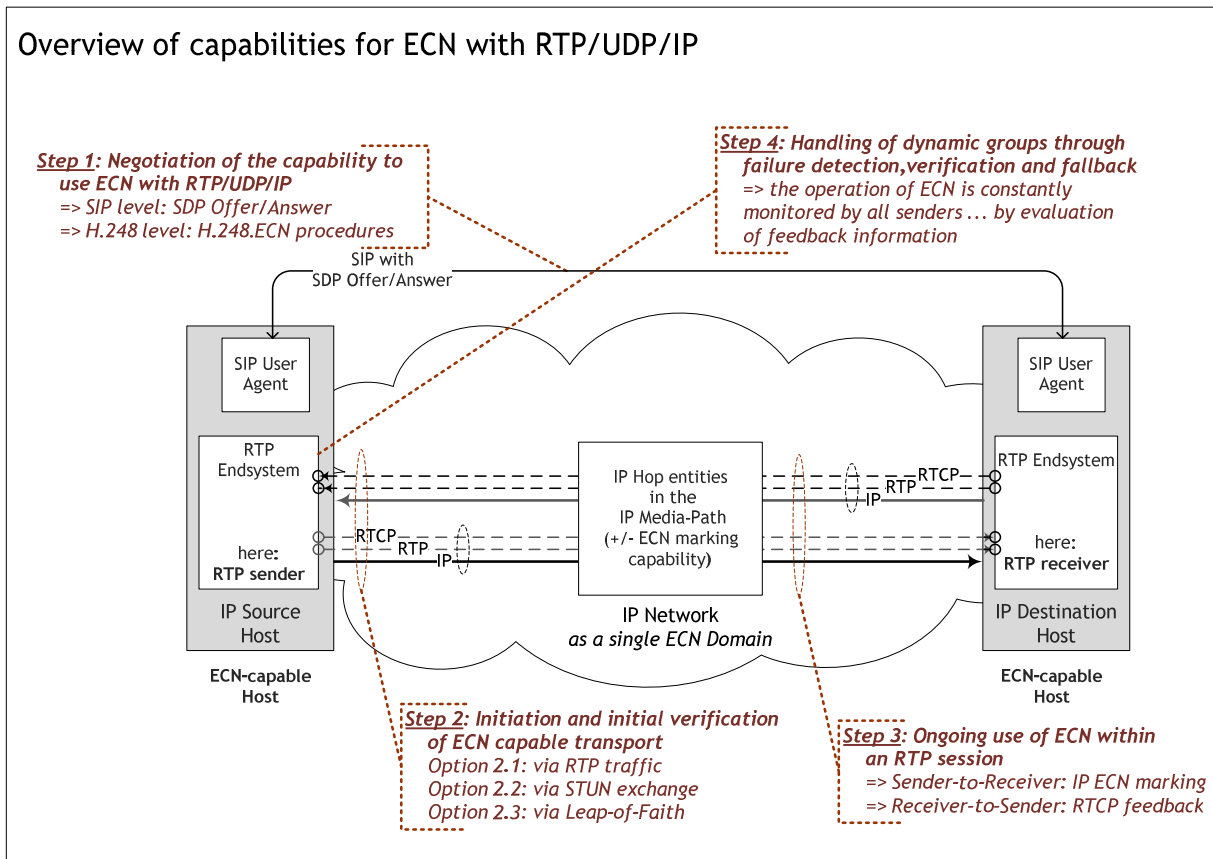 Overview of capabilities for ECN with RTP/UDP/IP
Step 1: Negotiation of the capability to
use ECN with RTP/UDP/IP
=> SIP level: SDP Offer/Answer
=> H.248 level: H.248.ECN procedures
Step 4: Handling of dynamic groups through
failure detection,verification and fallback
=> the operation of ECN is constantly
monitored by all senders ... by evaluation
of feedback information
SIP with
SDP Offer/Answer
SIP User
Agent
SIP User
Agent
RTP
Endsystem
here:
RTP sender
IP Source
Host
ECN-capable
Host
RTCP
RTP
IP
IP Hop entities
in the
IP Media-Path
(+/- ECN marking
capability)
IP Network
as a single ECN Domain
RTCP
RTP
IP
RTP Endsystem
here:
RTP receiver
IP Destination
Host
ECN-capable
Host
Step 2: Initiation and initial verification
of ECN capable transport
Option 2.1: via RTP traffic
Option 2.2: via STUN exchange
Option 2.3: via Leap-of-Faith
Step 3: Ongoing use of ECN within
an RTP session
=> Sender-to-Receiver: IP ECN marking
=> Receiver-to-Sender: RTCP feedback